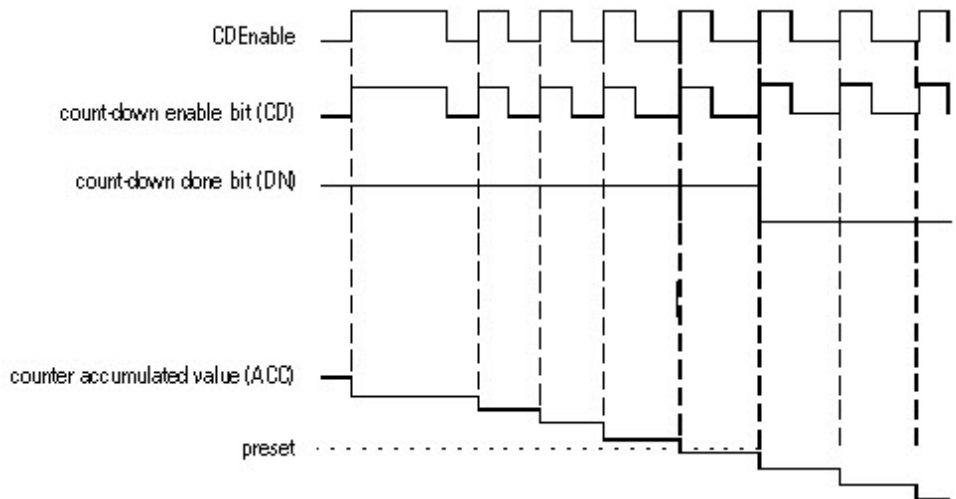 CDEnable
count-down enable bit (CD)
count-down done bit (DN)
counter accumulated value (ACC)
preset